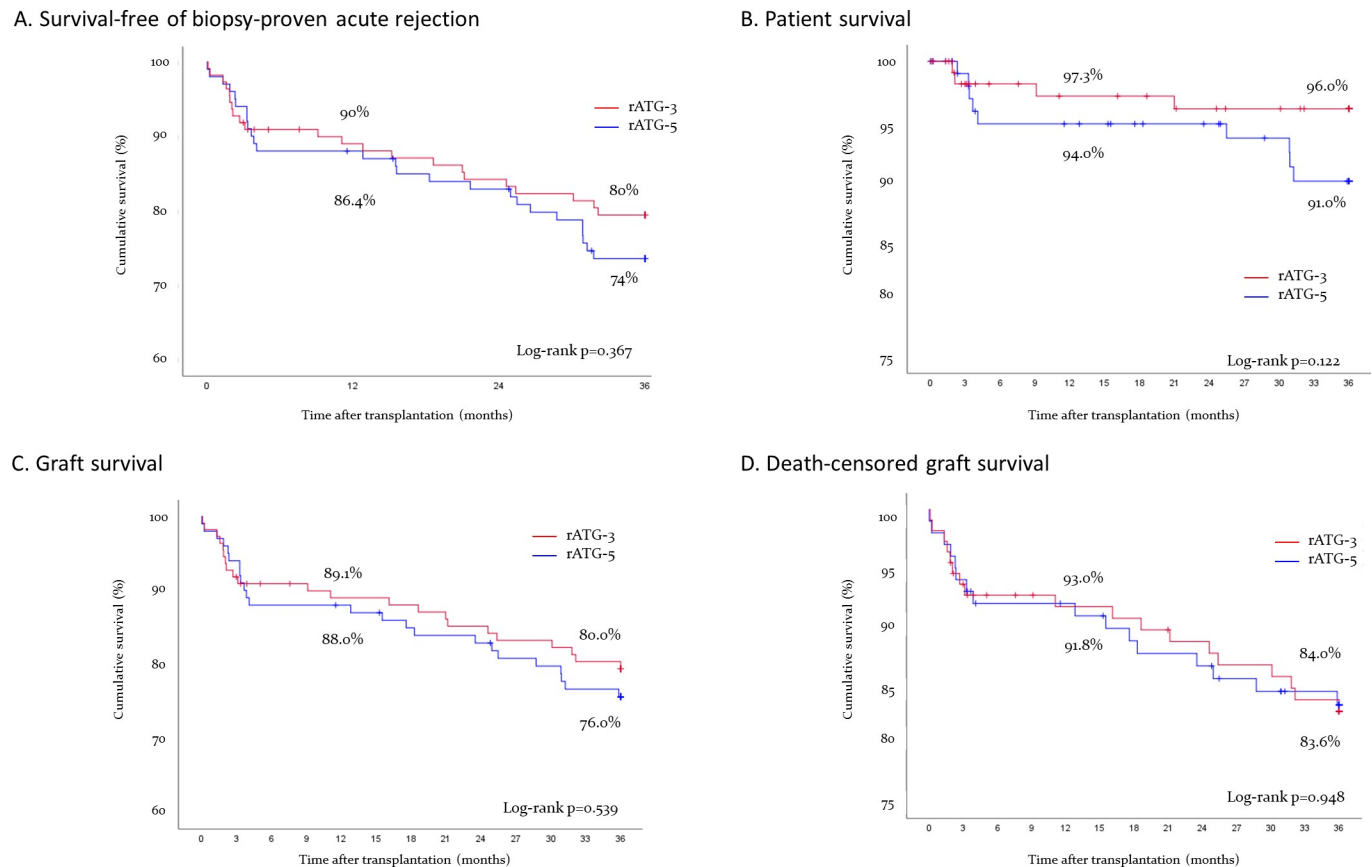 A. Survival-free of biopsy-proven acute rejection
100
90
80
70
60
Cumulative survival (%)
90%
86.4%
80%
74%
rATG-3
rATG-5
Log-rank p=0.367
0 12 24 36
Time after transplantation (months)
B. Patient survival
100
95
90
85
80
75
Cumulative survival (%)
97.3%
96.0%
94.0%
91.0%
rATG-3
rATG-5
Log-rank p=0.122
0 3 6 9 12 15 18 21 24 27 30 33 36
Time after transplantation (months)
C. Graft survival
100
90
80
70
60
Cumulative survival (%)
rATG-3
rATG-5
89.1%
88.0%
80.0%
76.0%
Log-rank p=0.539
0 3 6 9 12 15 18 21 24 27 30 33 36
Time after transplantation (months)
D. Death-censored graft survival
100
95
90
85
80
75
Cumulative survival (%)
rATG-3
rATG-5
93.0%
91.8%
84.0%
83.6%
Log-rank p=0.948
0 3 6 9 12 15 18 21 24 27 30 33 36
Time after transplantation (months)